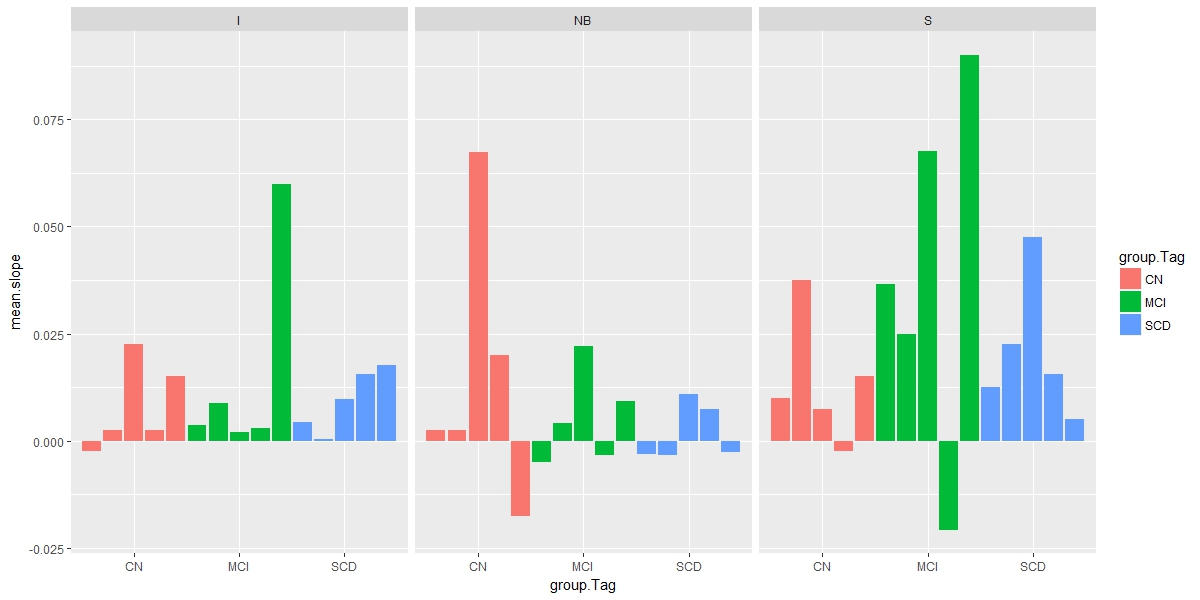 I NB S
mean.slope
0.075
0.050
0.025
0.000
-0.025
CN MCI SCD CN MCI SCD CN MCI SCD
group.Tag
group.Tag
CN
MCI
SCD